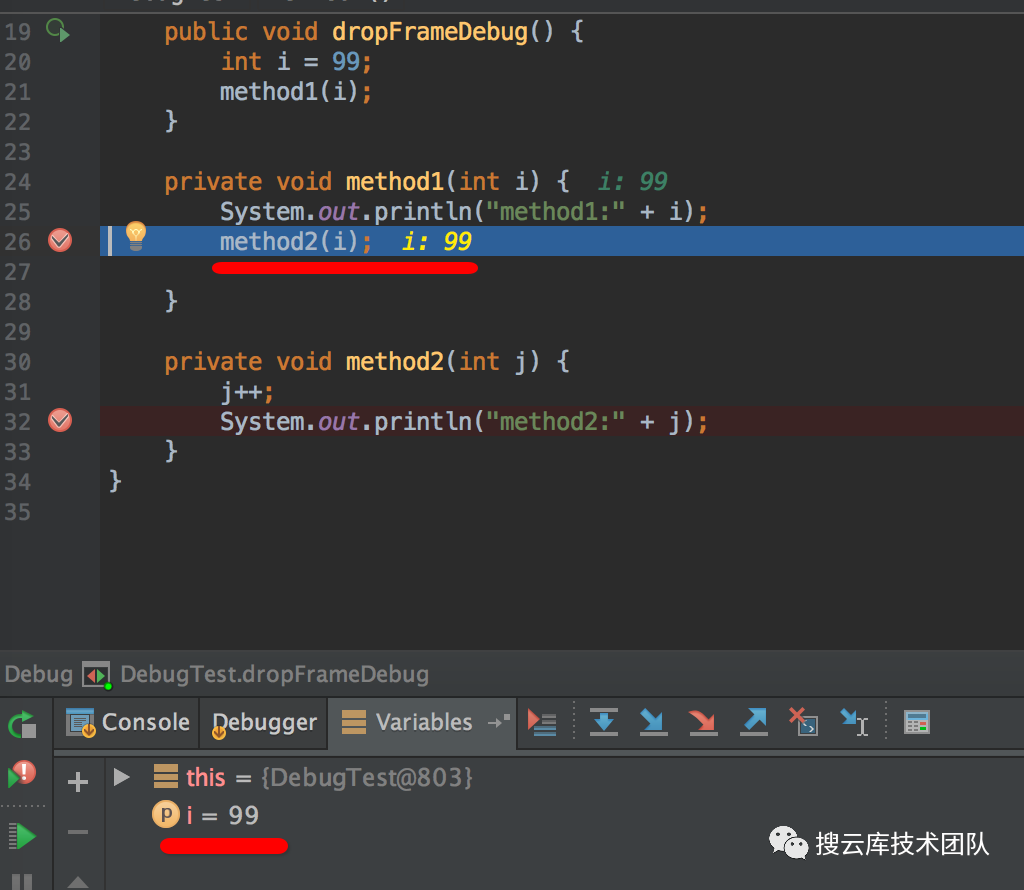 19 public void dropFrameDebug() {
20 int i = 99;
21 method1(i);
22 }
23
24 private void method1(int i) { i: 99
25 System.out.println("method1:" + i);
26 method2(i); i: 99
27
28 }
29
30 private void method2(int j) {
31 j++;
32 System.out.println("method2:" + j);
33 }
34 }
35
Debug DebugTest.dropFrameDebug
Console Debugger Variables
this = {DebugTest@803}
p i = 99
搜云库技术团队